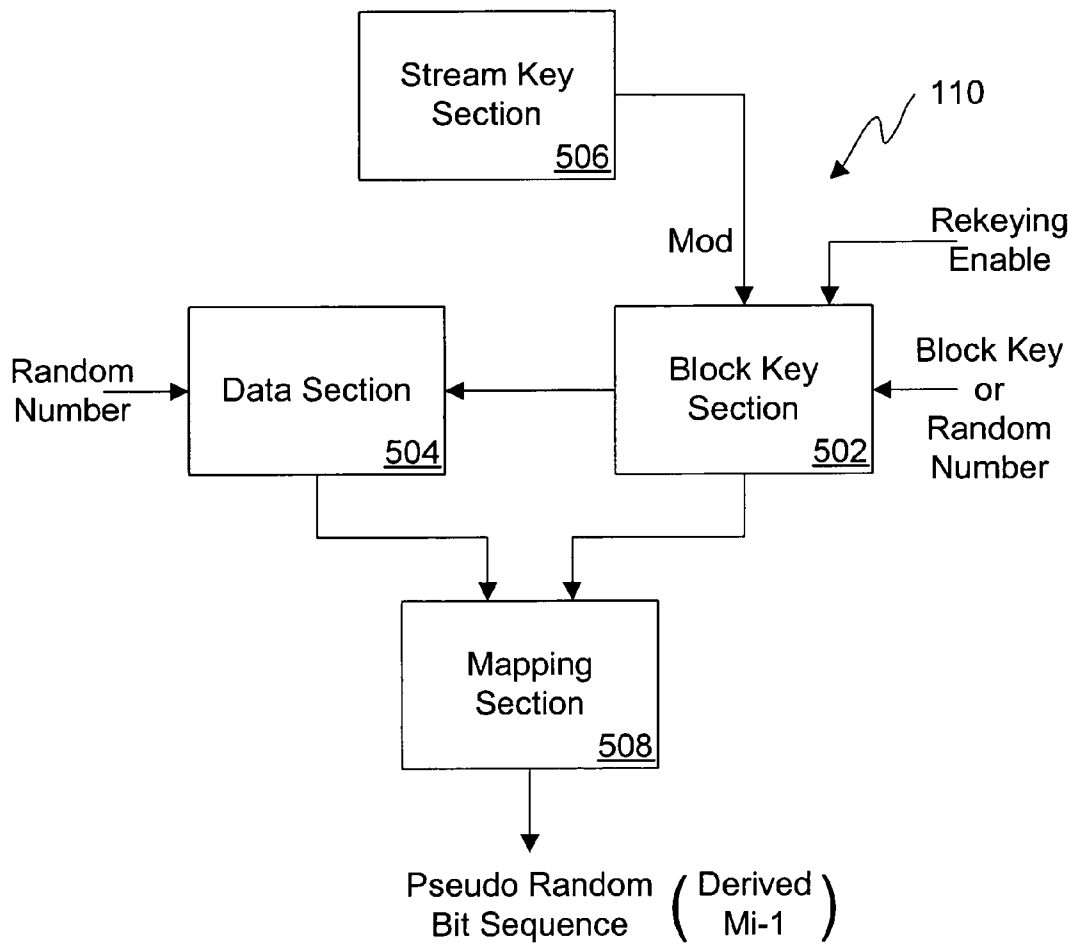 Stream Key
Section
506
110
Mod
Rekeying
Enable
Random
Number
Data Section
504
Block Key
Section
502
Block Key
or
Random
Number
Mapping
Section
508
Pseudo Random
Bit Sequence
( Derived
Mi-1 )